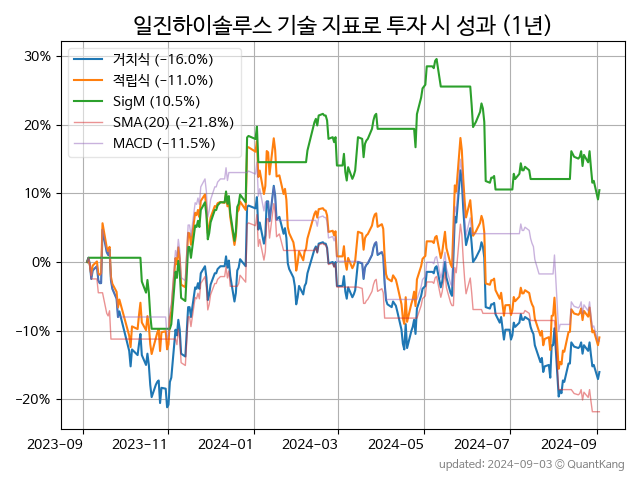 일진하이솔루스 기술 지표로 투자 시 성과 (1년)
30%
20%
10%
0%
−10%
−20%
거치식 (−16.0%)
적립식 (−11.0%)
SigM (10.5%)
SMA(20) (−21.8%)
MACD (−11.5%)
2023-09
2023-11
2024-01
2024-03
2024-05
2024-07
2024-09
updated: 2024-09-03 © QuantKang